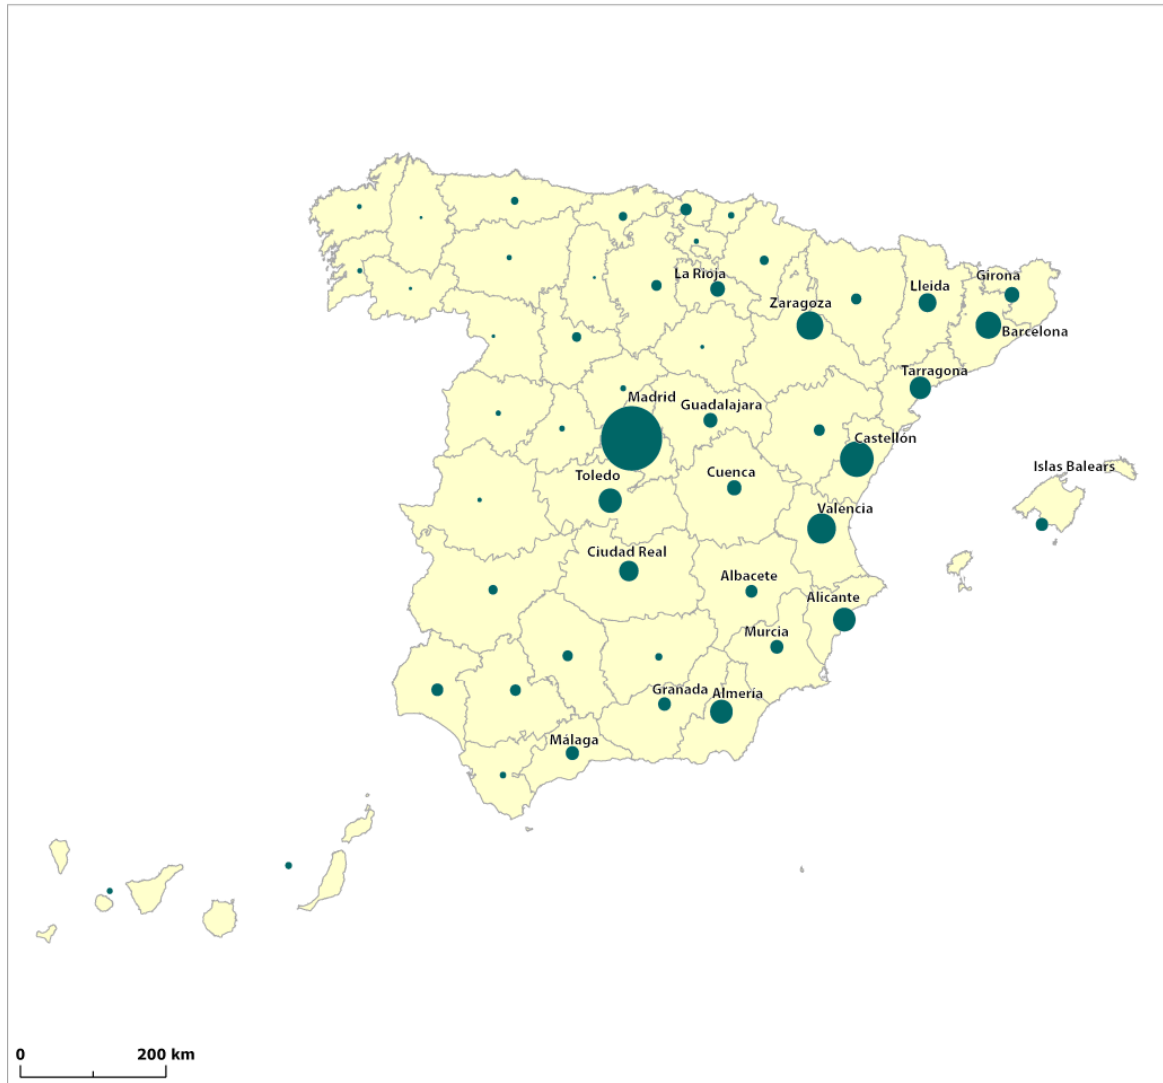 La Rioja
Girona
Lleida
Zaragoza
Barcelona
Tarragona
Madrid
Guadalajara
Castellón
Islas Balears
Toledo
Cuenca
Valencia
Ciudad Real
Albacete
Alicante
Murcia
Granada
Almería
Málaga
0
200 km